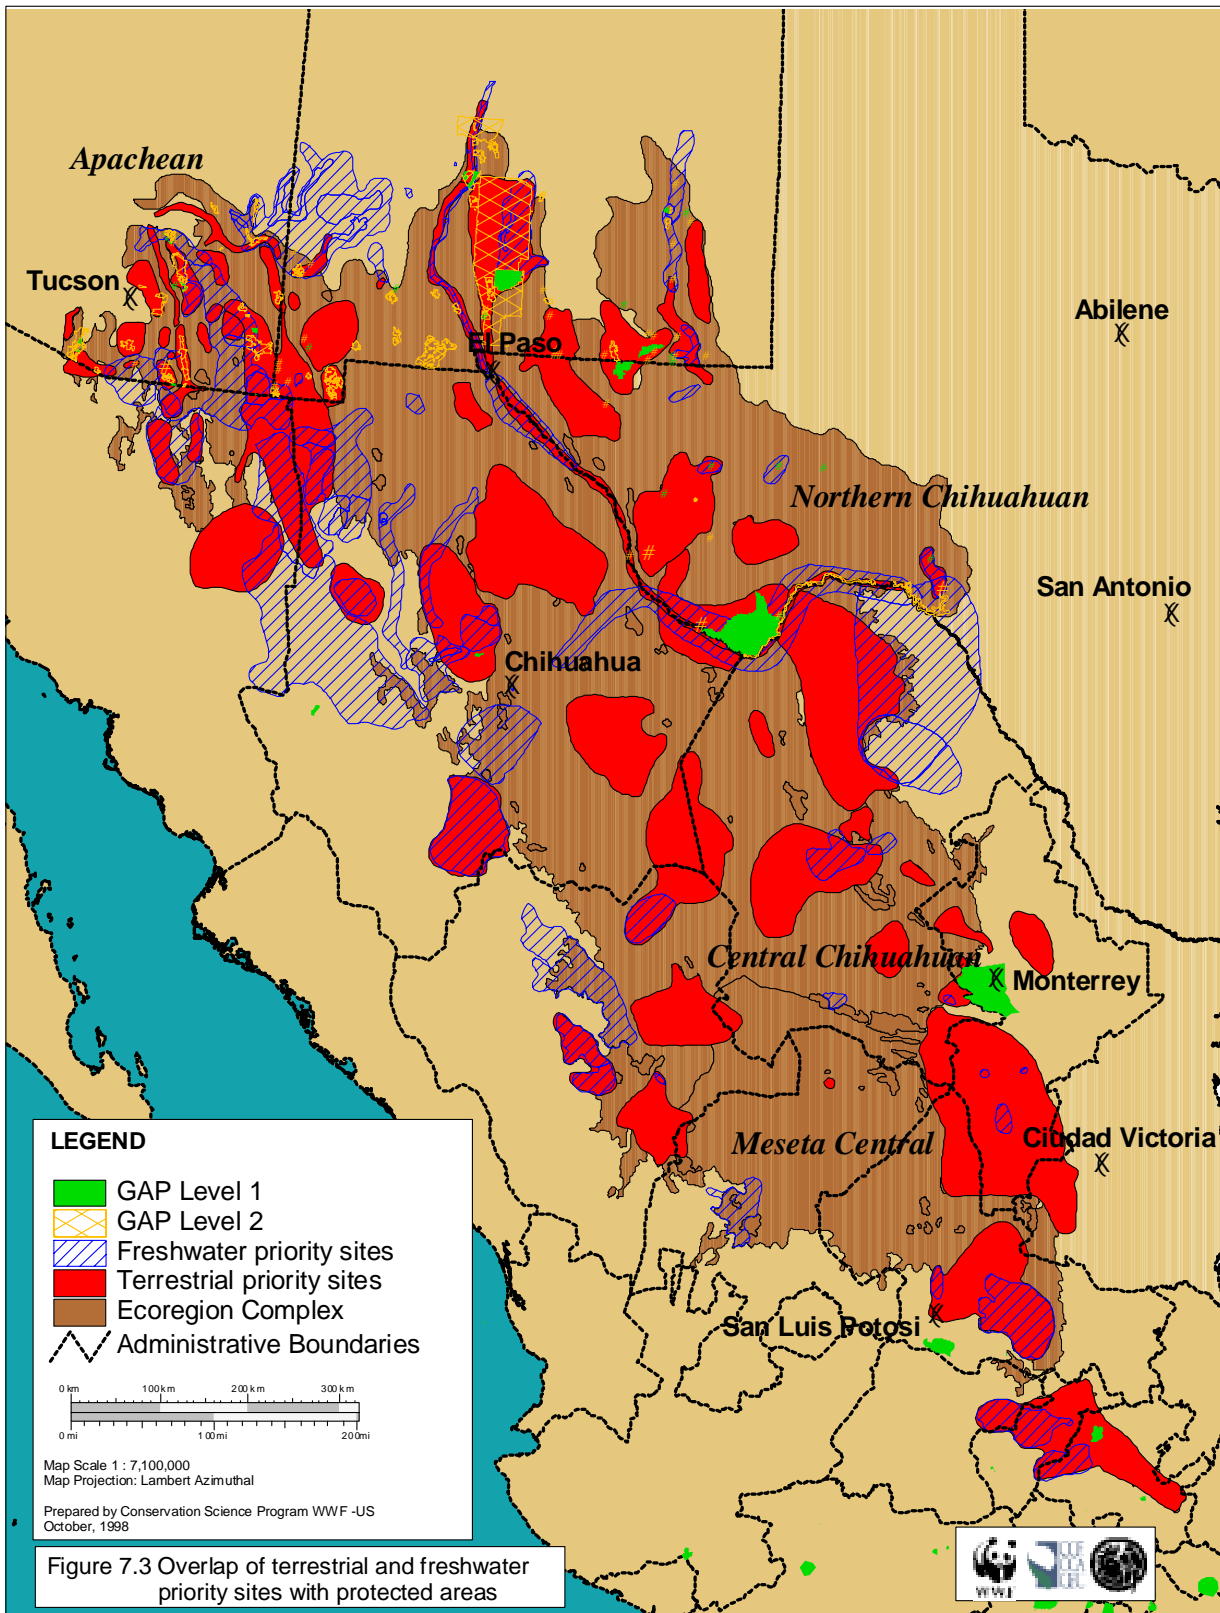 Apachean
Tucson
El Paso
Abilene
Northern Chihuahuan
San Antonio
Chihuahua
Central Chihuahuan
Monterrey
Meseta Central
Ciudad Victoria
San Luis Potosi
LEGEND
GAP Level 1
GAP Level 2
Freshwater priority sites
Terrestrial priority sites
Ecoregion Complex
Administrative Boundaries
0 km 100 km 200 km 300 km
0 mi 100 mi 200 mi
Map Scale 1 : 7,100,000
Map Projection: Lambert Azimuthal
Prepared by Conservation Science Program WWF -US
October, 1998
Figure 7.3 Overlap of terrestrial and freshwater
priority sites with protected areas
WWF